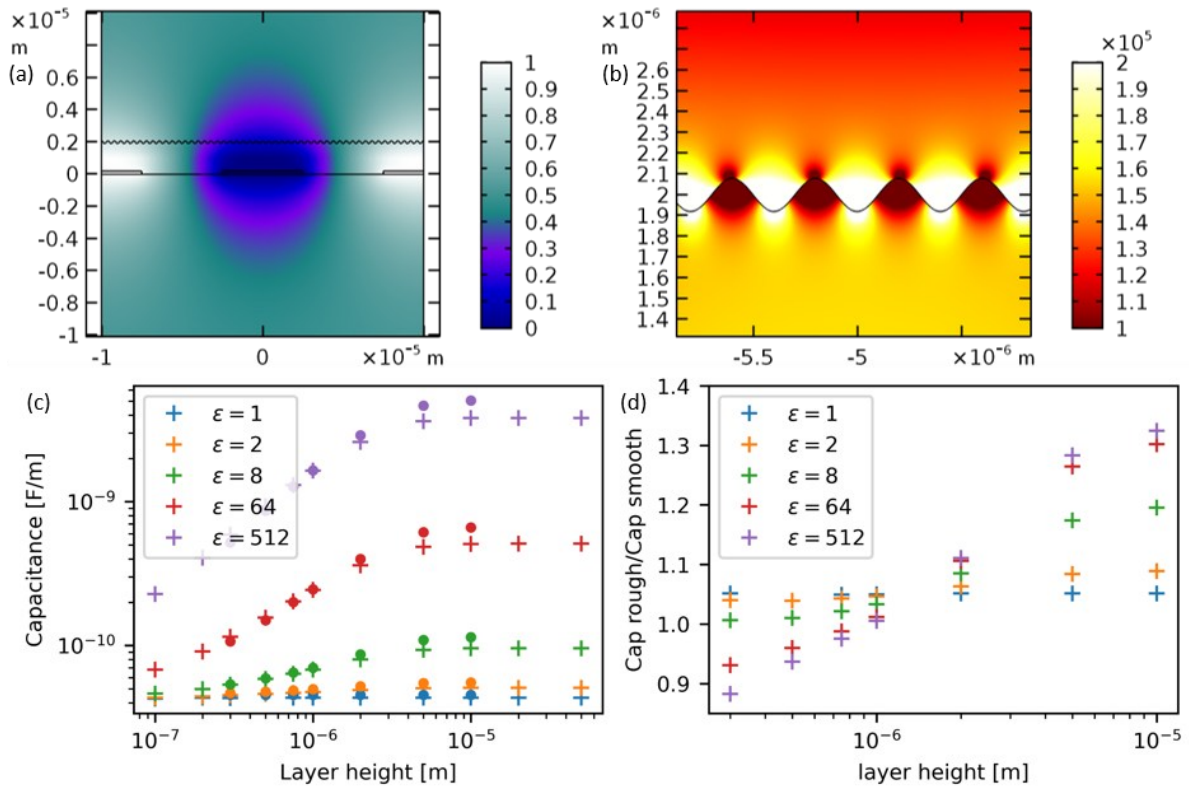 ×10⁻⁵
m
(a)
0.6
0.4
0.2
0
-0.2
-0.4
-0.6
-0.8
-1
-1
0
×10⁻⁵ m
1
0.9
0.8
0.7
0.6
0.5
0.4
0.3
0.2
0.1
0
×10⁻⁶
m
(b)
2.6
2.5
2.4
2.3
2.2
2.1
2
1.9
1.8
1.7
1.6
1.5
1.4
-5.5
-5
×10⁻⁶ m
×10⁵
2
1.9
1.8
1.7
1.6
1.5
1.4
1.3
1.2
1.1
1
(c)
ε = 1
ε = 2
ε = 8
ε = 64
ε = 512
Capacitance [F/m]
10⁻⁹
10⁻¹⁰
10⁻⁷
10⁻⁶
10⁻⁵
Layer height [m]
(d)
ε = 1
ε = 2
ε = 8
ε = 64
ε = 512
Cap rough/Cap smooth
1.4
1.3
1.2
1.1
1.0
0.9
10⁻⁶
10⁻⁵
layer height [m]